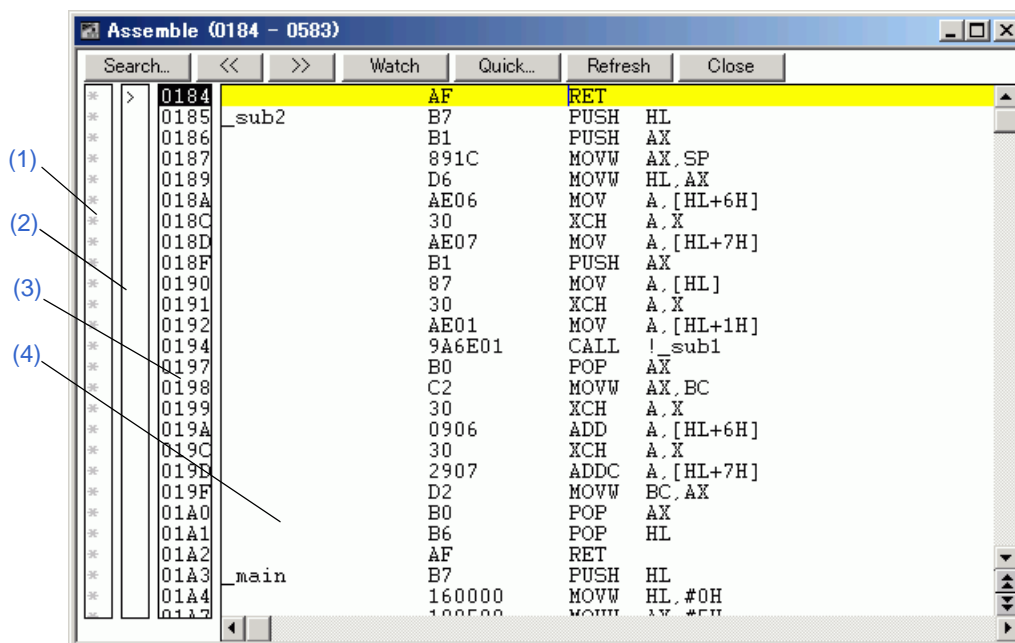 Assemble (0184 - 0583)
Search... << >> Watch Quick... Refresh Close
* > 0184 AF RET
* 0185 _sub2 B7 PUSH HL
* 0186 B1 PUSH AX
* 0187 891C MOVW AX,SP
* 0189 D6 MOVW HL,AX
* 018A AE06 MOV A,[HL+6H]
* 018C 30 XCH A,X
* 018D AE07 MOV A,[HL+7H]
* 018F B1 PUSH AX
* 0190 87 MOV A,[HL]
* 0191 30 XCH A,X
* 0192 AE01 MOV A,[HL+1H]
* 0194 9A6E01 CALL !_sub1
* 0197 B0 POP AX
* 0198 C2 MOVW AX,BC
* 0199 30 XCH A,X
* 019A 0906 ADD A,[HL+6H]
* 019C 30 XCH A,X
* 019D 2907 ADDC A,[HL+7H]
* 019F D2 MOVW BC,AX
* 01A0 B0 POP AX
* 01A1 B6 POP HL
* 01A2 AF RET
* 01A3 _main B7 PUSH HL
* 01A4 160000 MOVW HL,#0H
(1)
(2)
(3)
(4)